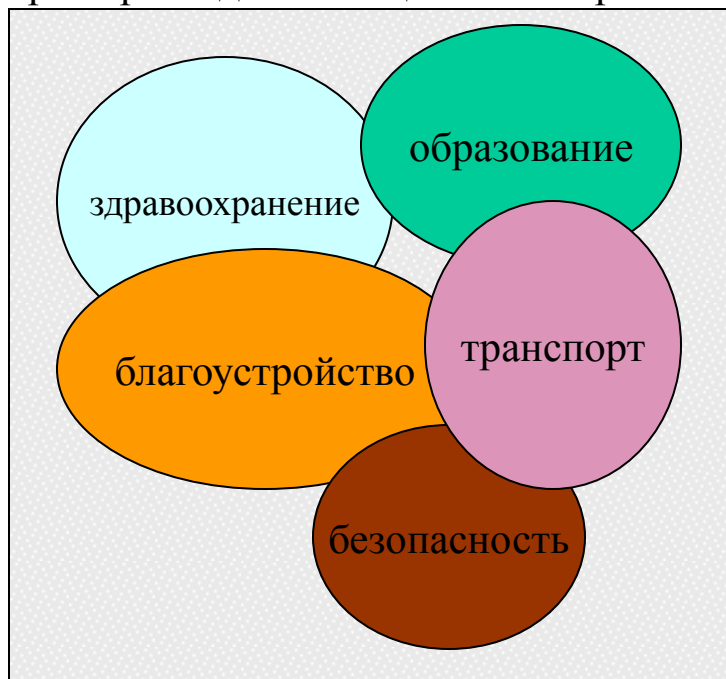 образование
здравоохранение
транспорт
благоустройство
безопасность